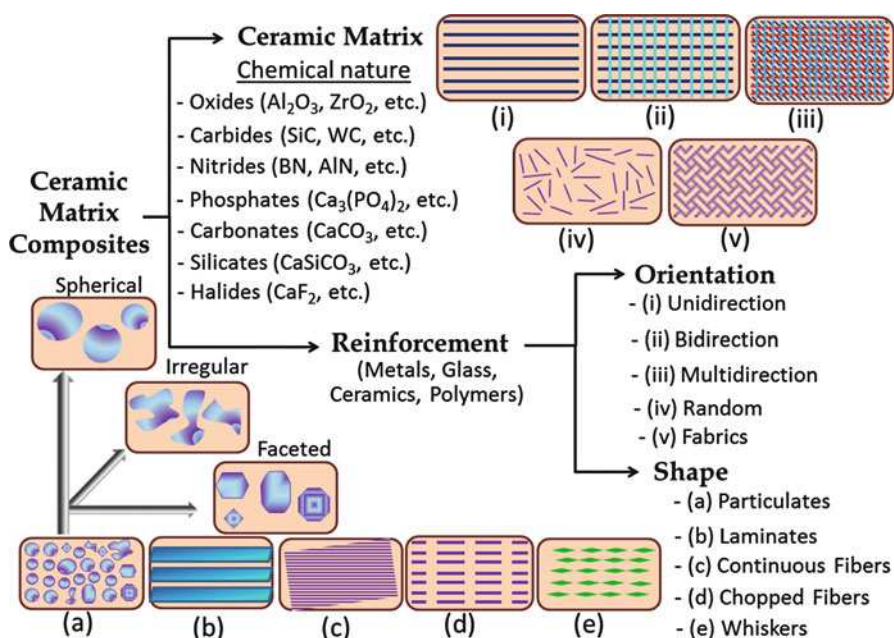 Ceramic Matrix
Chemical nature
- Oxides (Al₂O₃, ZrO₂, etc.)
- Carbides (SiC, WC, etc.)
- Nitrides (BN, AlN, etc.)
- Phosphates (Ca₃(PO₄)₂, etc.)
- Carbonates (CaCO₃, etc.)
- Silicates (CaSiCO₃, etc.)
- Halides (CaF₂, etc.)
Ceramic
Matrix
Composites
(i)
(ii)
(iii)
(iv)
(v)
Reinforcement
(Metals, Glass,
Ceramics, Polymers)
Orientation
- (i) Unidirection
- (ii) Bidirection
- (iii) Multidirection
- (iv) Random
- (v) Fabrics
Shape
- (a) Particulates
- (b) Laminates
- (c) Continuous Fibers
- (d) Chopped Fibers
- (e) Whiskers
Spherical
Irregular
Faceted
(a)
(b)
(c)
(d)
(e)